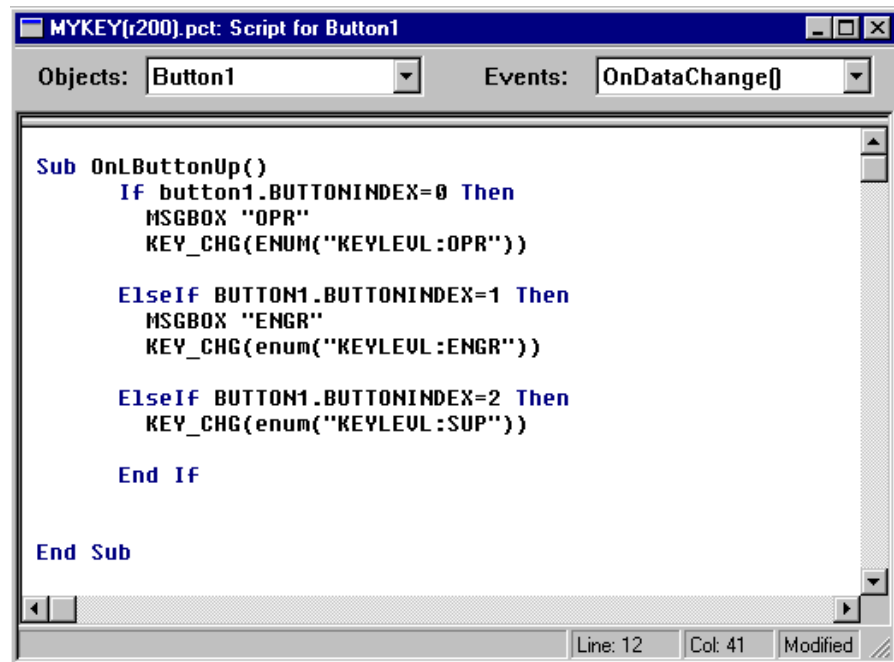 MYKEY(r200).pct: Script for Button1
Objects: Button1 Events: OnDataChange()
Sub OnLButtonUp()
If button1.BUTTONINDEX=0 Then
MSGBOX "OPR"
KEY_CHG(ENUM("KEYLEVL:OPR"))
ElseIf BUTTON1.BUTTONINDEX=1 Then
MSGBOX "ENGR"
KEY_CHG(enum("KEYLEVL:ENGR"))
ElseIf BUTTON1.BUTTONINDEX=2 Then
KEY_CHG(enum("KEYLEVL:SUP"))
End If
End Sub
Line: 12 Col: 41 Modified